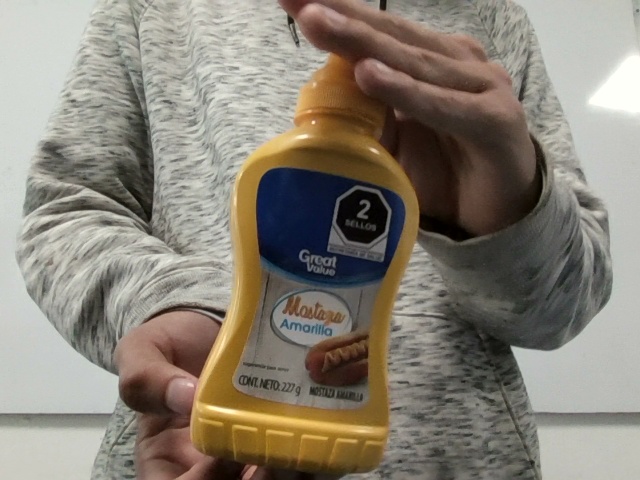 2
SELLOS
Great
Value
Mostaza
Amarilla
CONT. NETO: 227 g
MOSTAZA AMARILLA